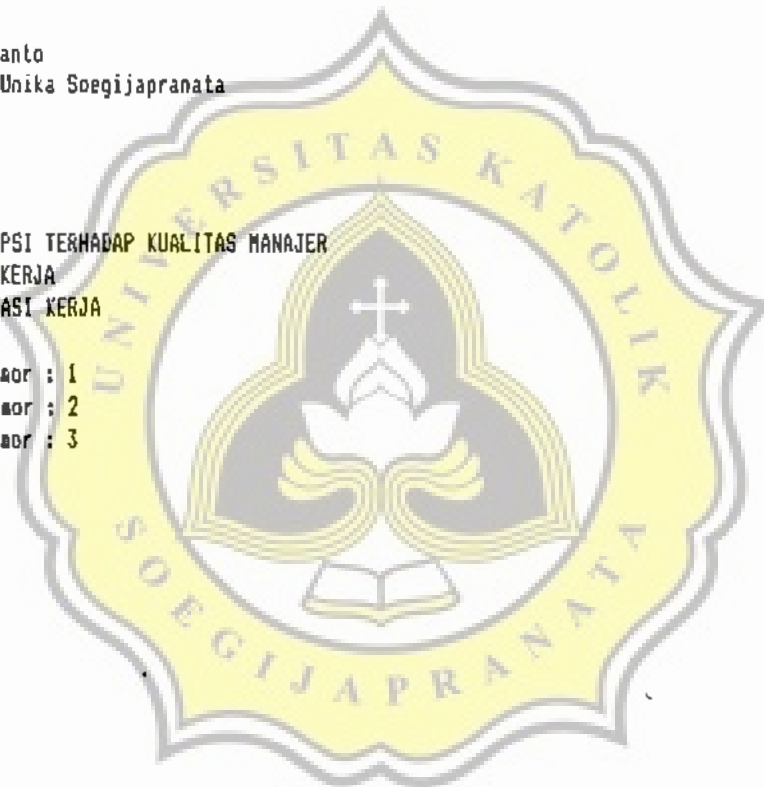 anto
Unika Soegijapranata
PSI TERHADAP KUALITAS MANAJER
KERJA
ASI KERJA
mor : 1
mor : 2
mor : 3
UNIVERSITAS KATOLIK
SOEGIJAPRANATA